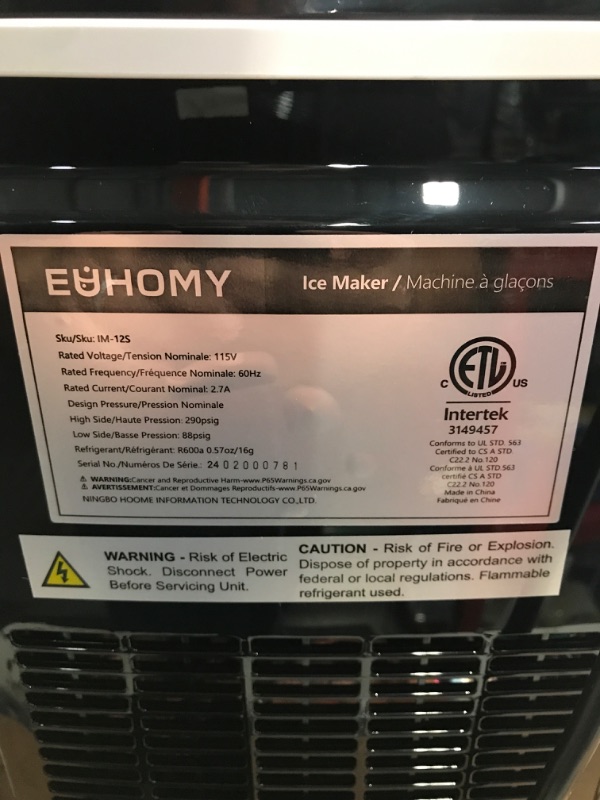 EUHOMY
Ice Maker / Machine à glaçons
Sku/Sku: IM-12S
Rated Voltage/Tension Nominale: 115V
Rated Frequency/Fréquence Nominale: 60Hz
Rated Current/Courant Nominal: 2.7A
Design Pressure/Pression Nominale
High Side/Haute Pression: 290psig
Low Side/Basse Pression: 88psig
Refrigerant/Réfrigérant: R600a 0.57oz/16g
Serial No./Numéros De Série.: 24 02000781
WARNING:Cancer and Reproductive Harm-www.P65Warnings.ca.gov
AVERTISSEMENT:Cancer et Dommages Reproductifs-www.P65Warnings.ca.gov
NINGBO HOOME INFORMATION TECHNOLOGY CO.,LTD.
C ETL US
LISTED
Intertek
3149457
Conforms to UL STD. 563
Certified to CS A STD
C22.2 No.120
Conforme à UL STD.563
certifié CS A STD
C22.2 No.120
Made in China
Fabriqué en Chine
WARNING - Risk of Electric
Shock. Disconnect Power
Before Servicing Unit.
CAUTION - Risk of Fire or Explosion.
Dispose of property in accordance with
federal or local regulations. Flammable
refrigerant used.